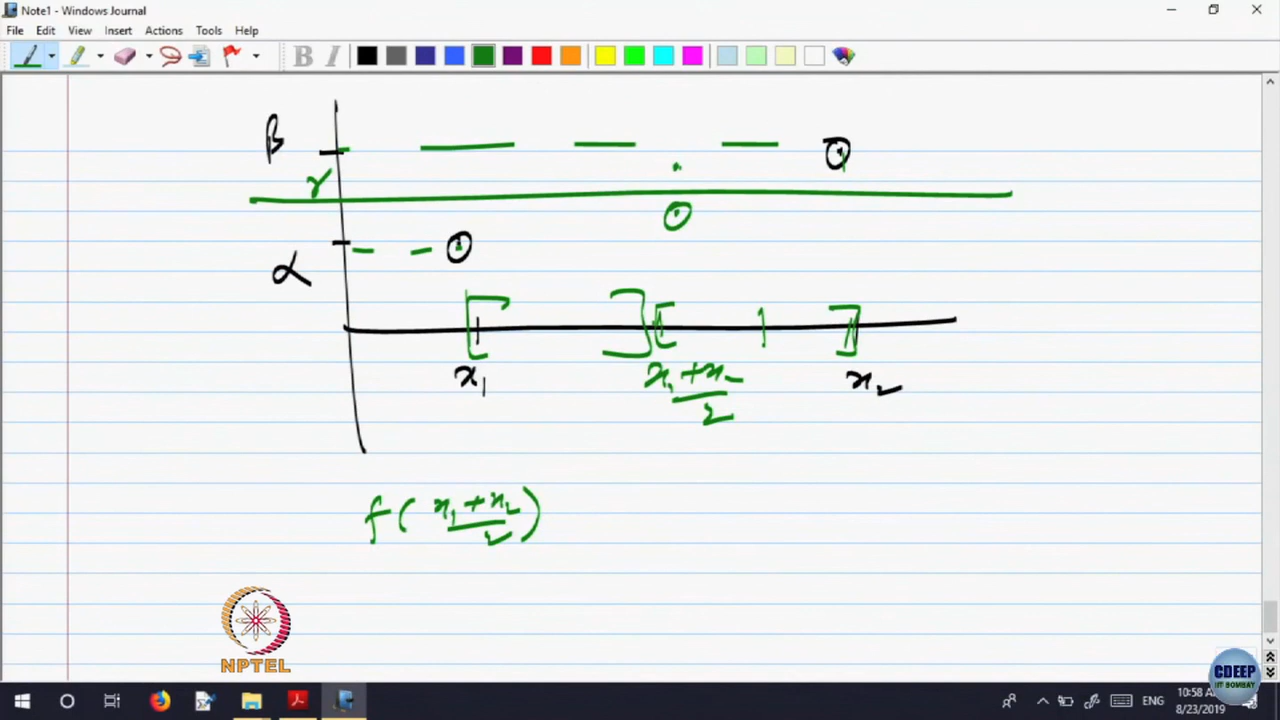 Note1 - Windows Journal
File Edit View Insert Actions Tools Help
B I
β
γ
α
x₁
x₁ + x₂
2
x₂
f ( x₁ + x₂ )
2
NPTEL
CDEEP
IIT BOMBAY
ENG
10:58 A
8/23/2019